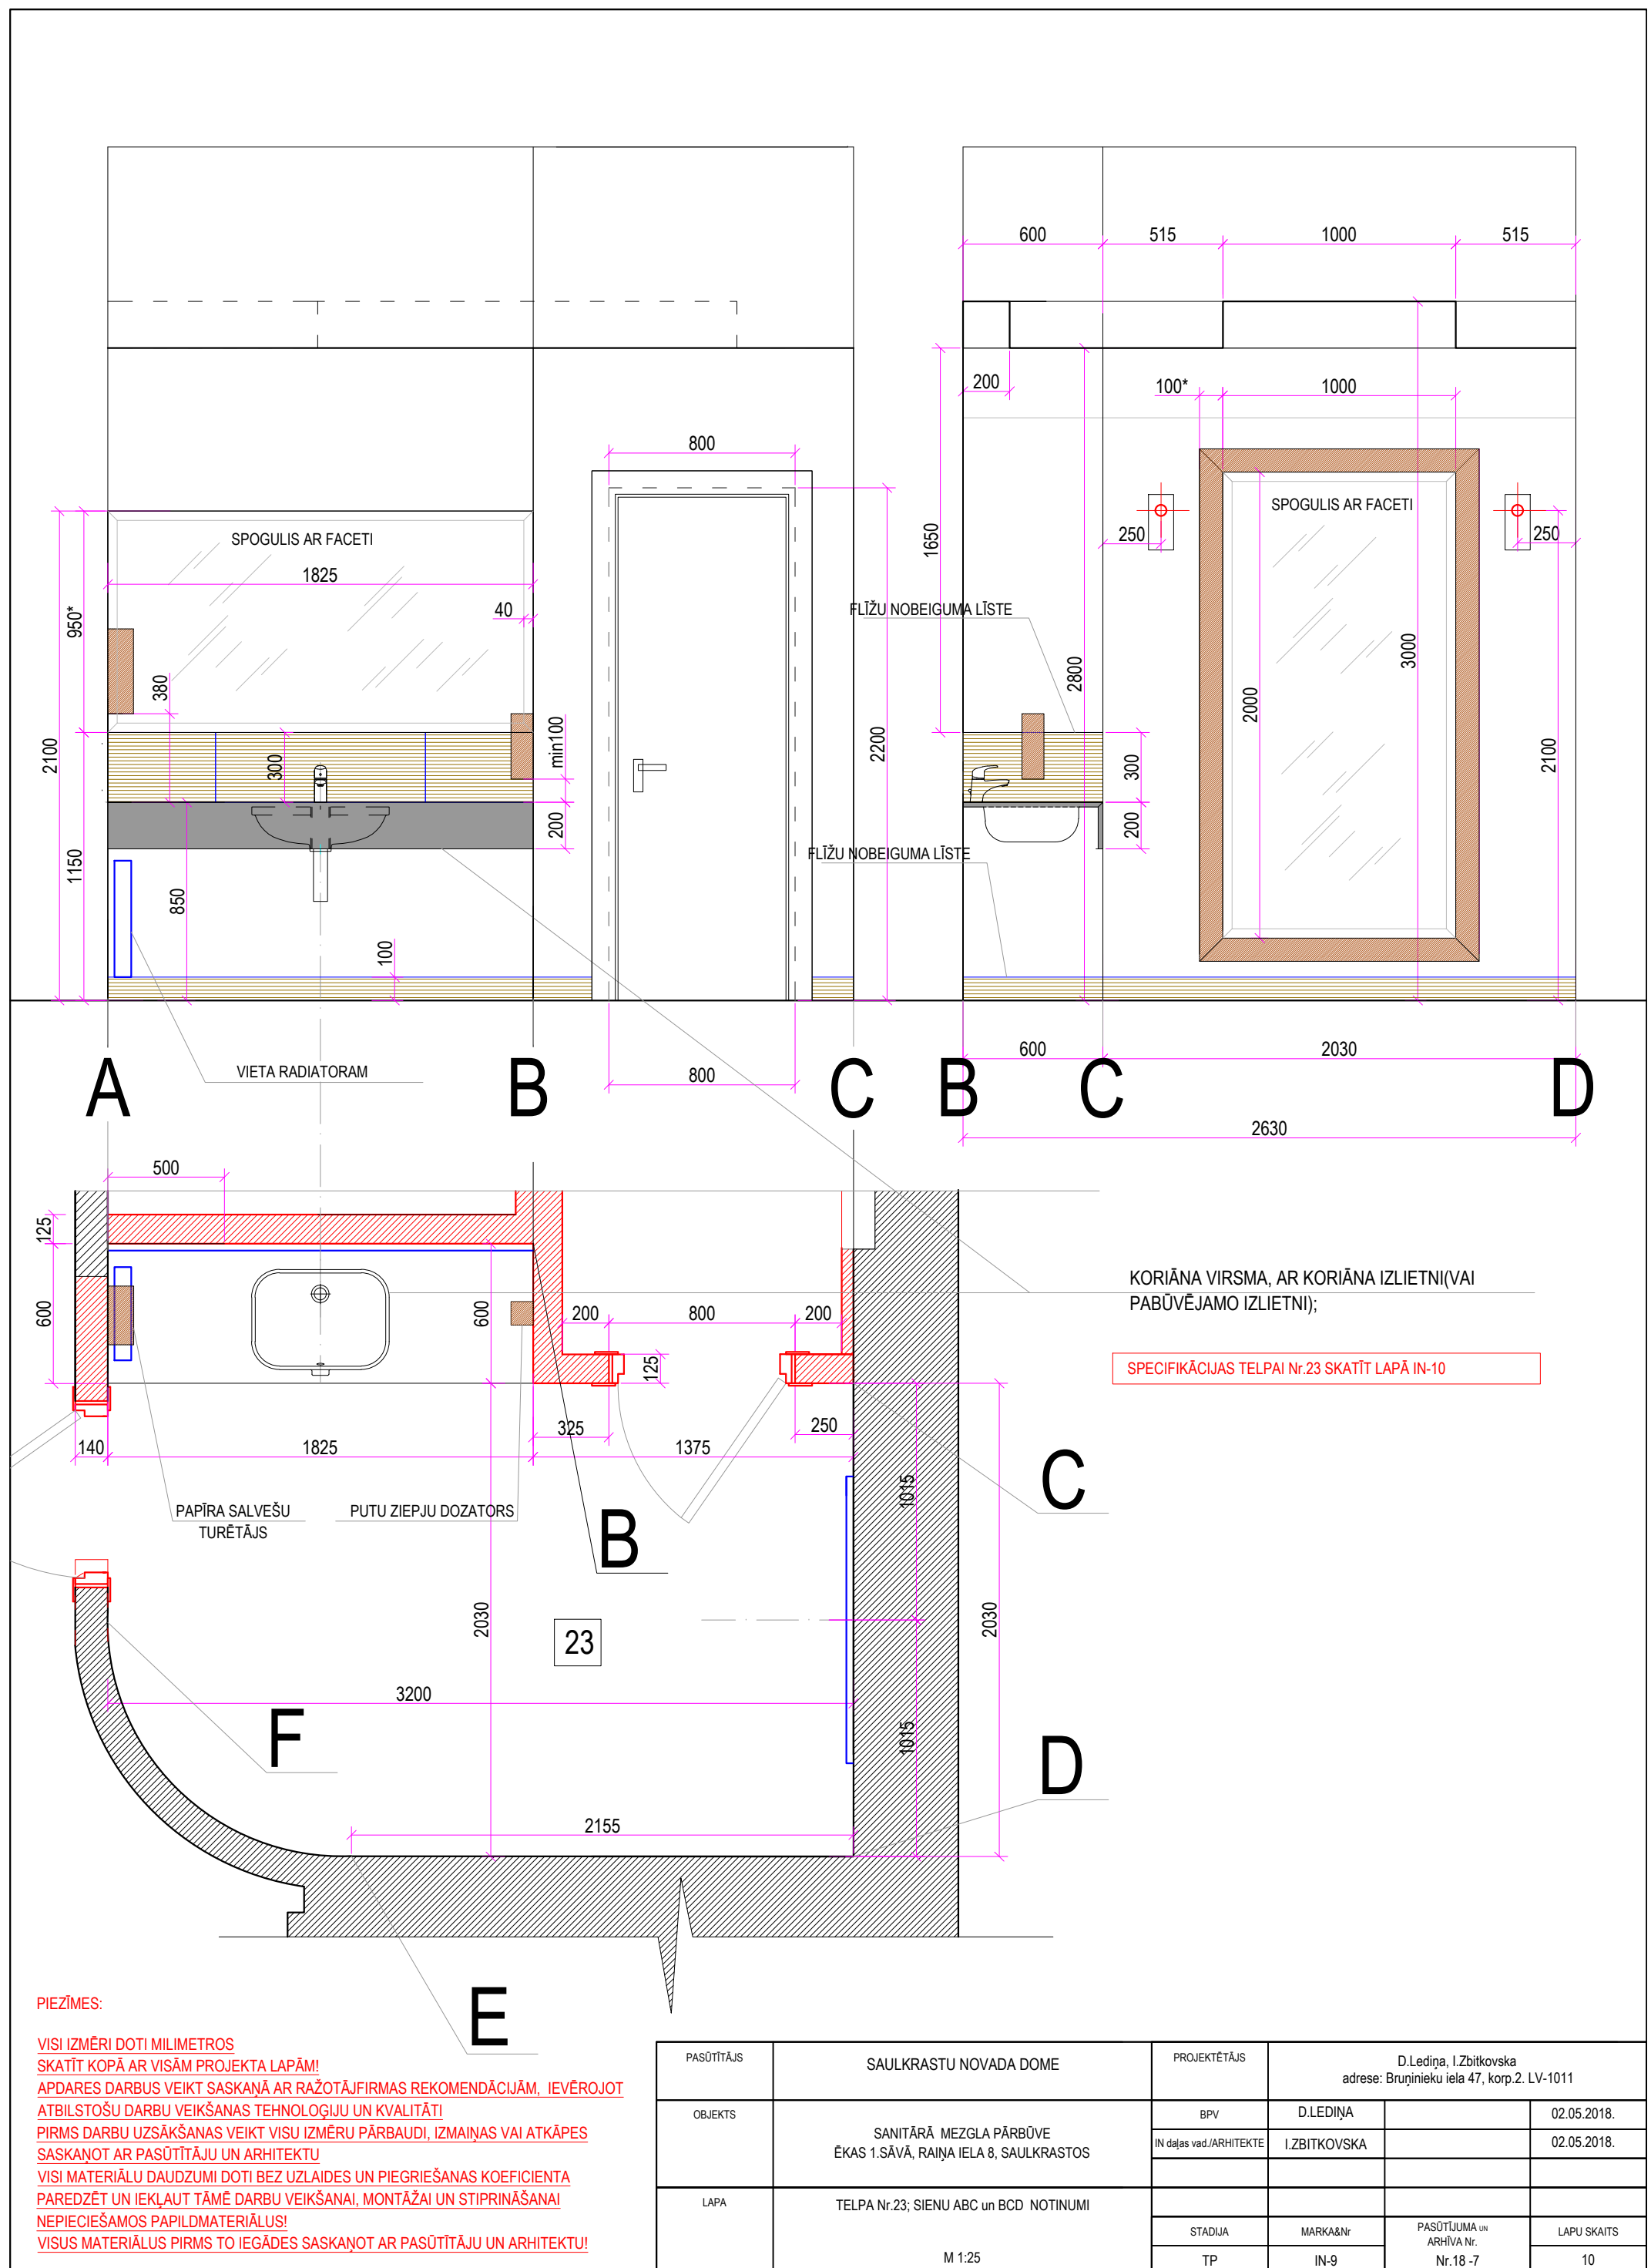 600
515
1000
515
200
100*
1000
800
1650
SPOGULIS AR FACETI
250
250
SPOGULIS AR FACETI
1825
40
950*
FLĪŽU NOBEIGUMA LĪSTE
380
2800
3000
2000
2100
300
min100
2200
300
2100
200
200
FLĪŽU NOBEIGUMA LĪSTE
1150
850
100
VIETA RADIATORAM
800
600
2030
A
B
C
B
C
D
2630
500
125
600
600
200
800
200
125
KORIĀNA VIRSMA, AR KORIĀNA IZLIETNI(VAI
PABŪVĒJAMO IZLIETNI);
SPECIFIKĀCIJAS TELPAI Nr.23 SKATĪT LAPĀ IN-10
325
250
140
1825
1375
1015
C
PAPĪRA SALVEŠU
TURĒTĀJS
PUTU ZIEPJU DOZATORS
B
2030
23
2030
3200
F
1015
D
2155
E
PIEZĪMES:
VISI IZMĒRI DOTI MILIMETROS
SKATĪT KOPĀ AR VISĀM PROJEKTA LAPĀM!
APDARES DARBUS VEIKT SASKAŅĀ AR RAŽOTĀJFIRMAS REKOMENDĀCIJĀM, IEVĒROJOT
ATBILSTOŠU DARBU VEIKŠANAS TEHNOLOĢIJU UN KVALITĀTI
PIRMS DARBU UZSĀKŠANAS VEIKT VISU IZMĒRU PĀRBAUDI, IZMAIŅAS VAI ATKĀPES
SASKAŅOT AR PASŪTĪTĀJU UN ARHITEKTU
VISI MATERIĀLU DAUDZUMI DOTI BEZ UZLAIDES UN PIEGRIEŠANAS KOEFICIENTA
PAREDZĒT UN IEKĻAUT TĀMĒ DARBU VEIKŠANAI, MONTĀŽAI UN STIPRINĀŠANAI
NEPIECIEŠAMOS PAPILDMATERIĀLUS!
VISUS MATERIĀLUS PIRMS TO IEGĀDES SASKAŅOT AR PASŪTĪTĀJU UN ARHITEKTU!
PASŪTĪTĀJS
SAULKRASTU NOVADA DOME
PROJEKTĒTĀJS
D.Lediņa, I.Zbitkovska
adrese: Bruņinieku iela 47, korp.2. LV-1011
OBJEKTS
SANITĀRĀ MEZGLA PĀRBŪVE
ĒKAS 1.SĀVĀ, RAIŅA IELA 8, SAULKRASTOS
BPV
D.LEDIŅA
02.05.2018.
IN daļas vad./ARHITEKTE
I.ZBITKOVSKA
02.05.2018.
LAPA
TELPA Nr.23; SIENU ABC un BCD NOTINUMI
M 1:25
STADIJA
MARKA&Nr
PASŪTĪJUMA UN
ARHĪVA Nr.
LAPU SKAITS
TP
IN-9
Nr.18 -7
10